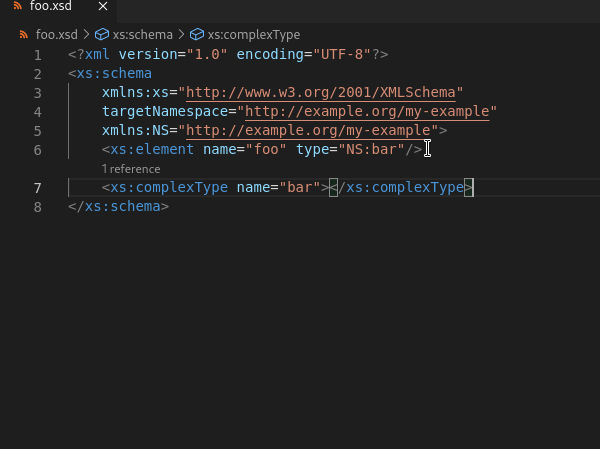 foo.xsd
foo.xsd > xs:schema > xs:complexType
1 <?xml version="1.0" encoding="UTF-8"?>
2 <xs:schema
3 xmlns:xs="http://www.w3.org/2001/XMLSchema"
4 targetNamespace="http://example.org/my-example"
5 xmlns:NS="http://example.org/my-example">
6 <xs:element name="foo" type="NS:bar"/>
1 reference
7 <xs:complexType name="bar"></xs:complexType>
8 </xs:schema>